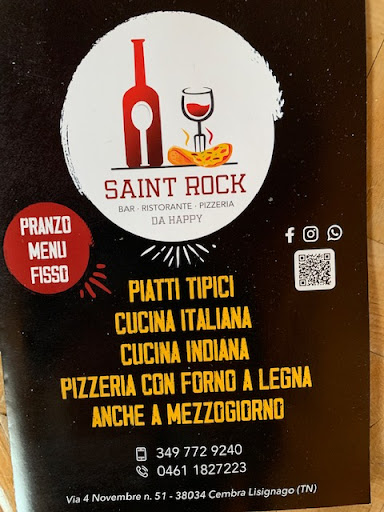 SAINT ROCK
BAR · RISTORANTE · PIZZERIA
DA HAPPY
PRANZO
MENU
FISSO
PIATTI TIPICI
CUCINA ITALIANA
CUCINA INDIANA
PIZZERIA CON FORNO A LEGNA
ANCHE A MEZZOGIORNO
349 772 9240
0461 1827223
Via 4 Novembre n. 51 - 38034 Cembra Lisignago (TN)